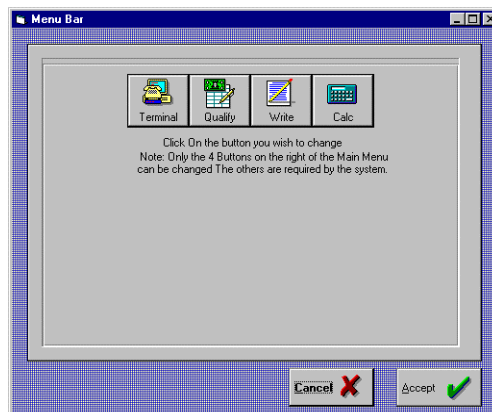 Menu Bar
Terminal Qualify Write Calc
Click On the button you wish to change
Note: Only the 4 Buttons on the right of the Main Menu
can be changed The others are required by the system.
Cancel Accept